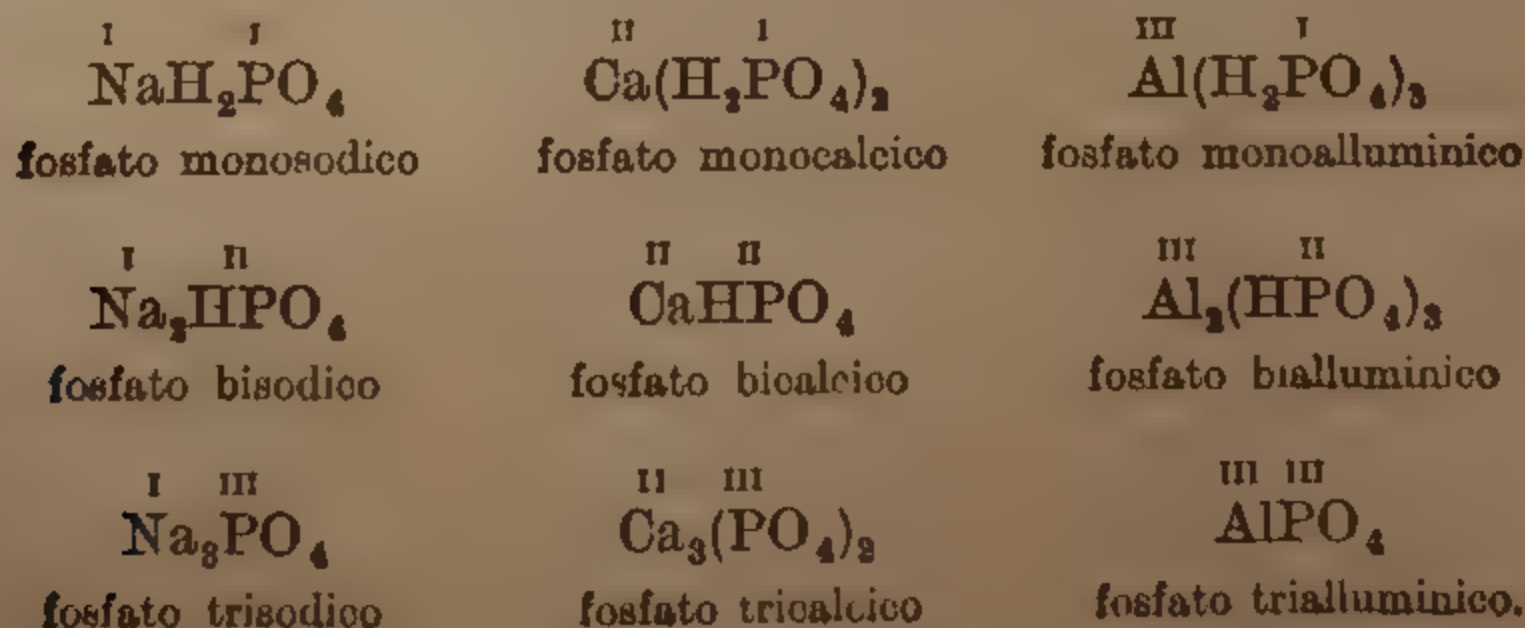 I I II I III I
NaH₂PO₄ Ca(H₂PO₄)₂ Al(H₂PO₄)₃
fosfato monosodico fosfato monocalcico fosfato monoalluminico
I II II II III II
Na₂HPO₄ CaHPO₄ Al₂(HPO₄)₃
fosfato bisodico fosfato bicalcico fosfato bialluminico
I III II III III III
Na₃PO₄ Ca₃(PO₄)₂ AlPO₄
fosfato trisodico fosfato tricalcico fosfato trialluminico.